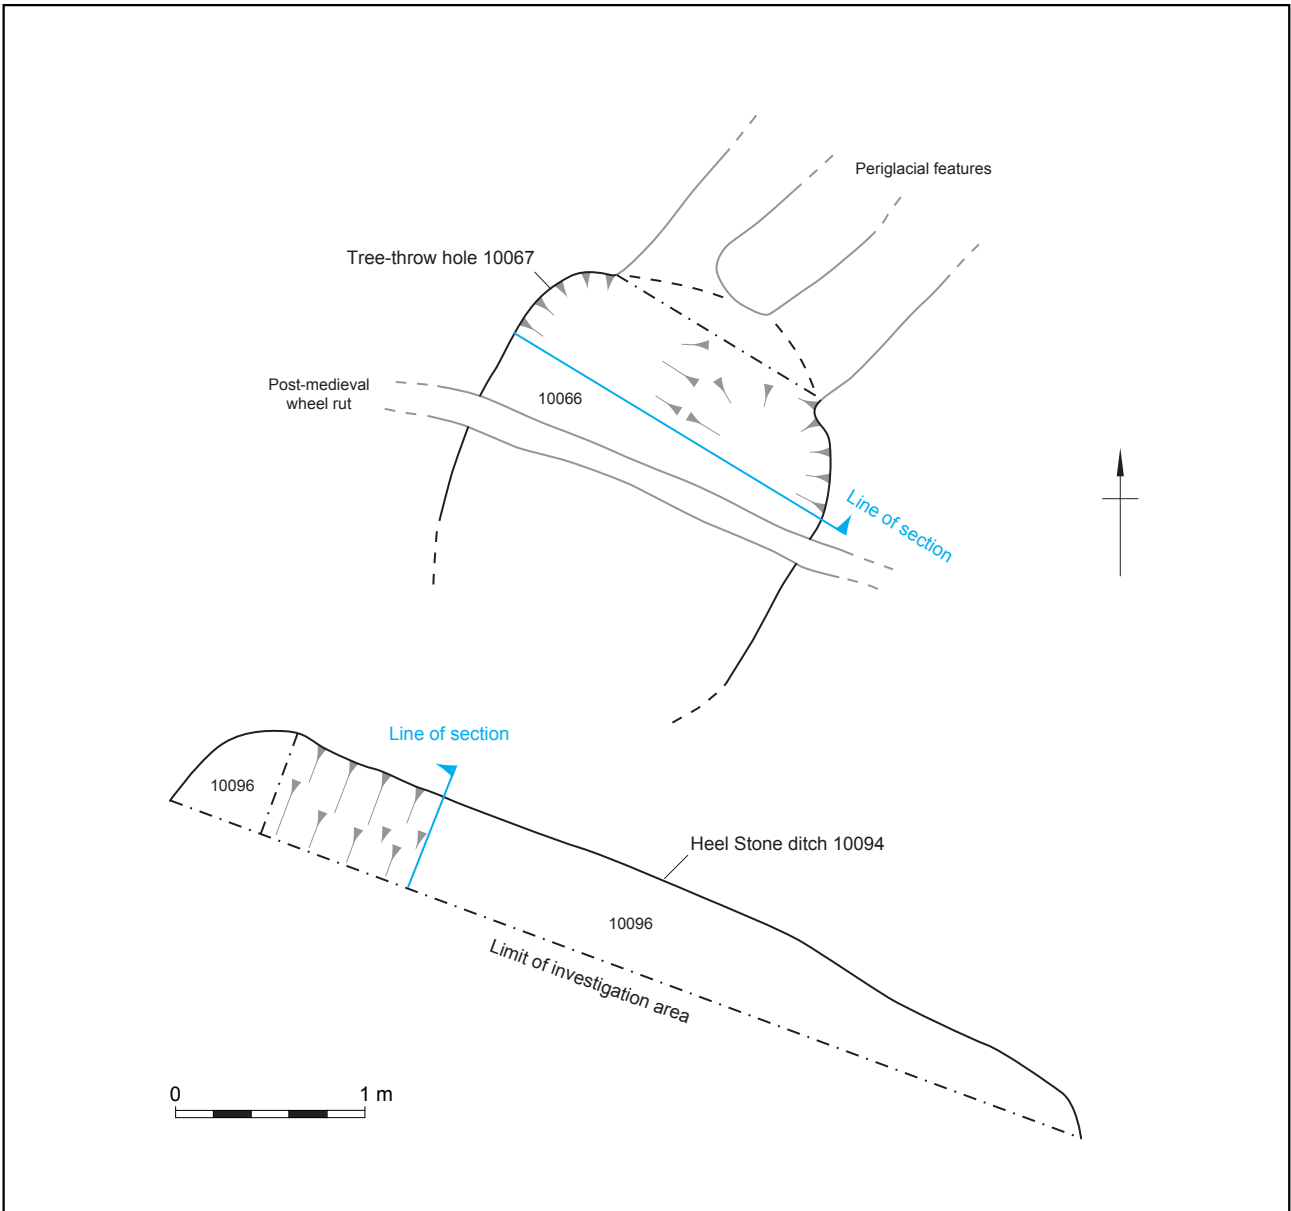 Periglacial features
Tree-throw hole 10067
Post-medieval
wheel rut
10066
Line of section
Line of section
10096
Heel Stone ditch 10094
10096
Limit of investigation area
0 1 m